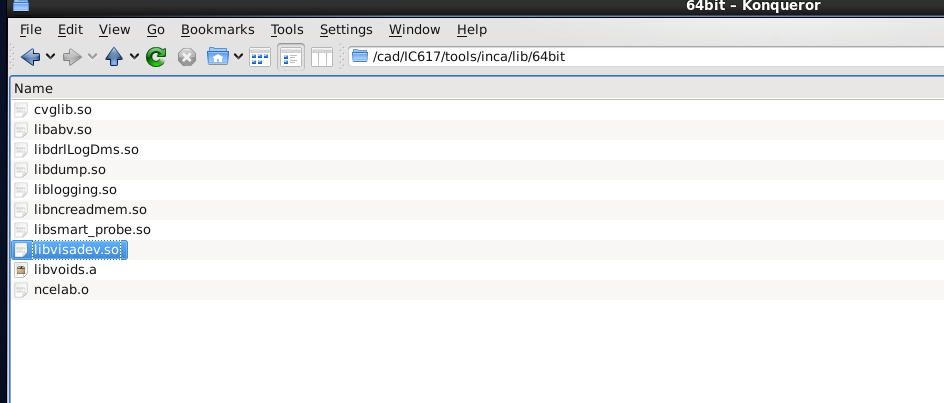 64bit – Konqueror
File Edit View Go Bookmarks Tools Settings Window Help
/cad/IC617/tools/inca/lib/64bit
Name
cvglib.so
libabv.so
libdrlLogDms.so
libdump.so
liblogging.so
libncreadmem.so
libsmart_probe.so
libvisadev.so
libvoids.a
ncelab.o